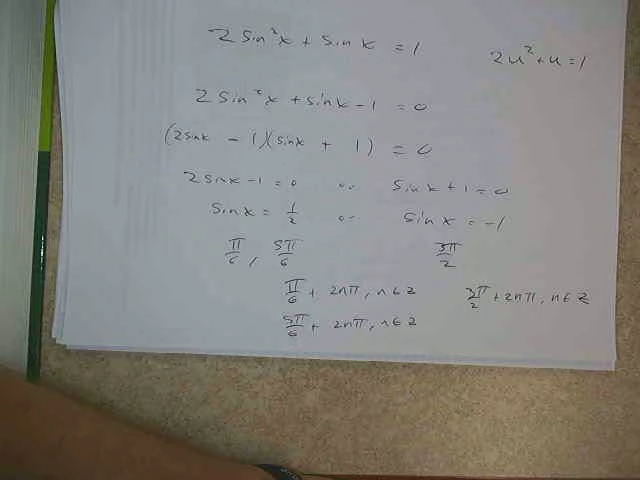 2 sin²x + sin x = 1
2u² + u = 1
2 sin²x + sin x - 1 = 0
(2 sin x - 1)(sin x + 1) = 0
2 sin x - 1 = 0 or sin x + 1 = 0
sin x = 1/2 or sin x = -1
π/6, 5π/6 3π/2
π/6 + 2nπ, n∈Z 3π/2 + 2nπ, n∈Z
5π/6 + 2nπ, n∈Z